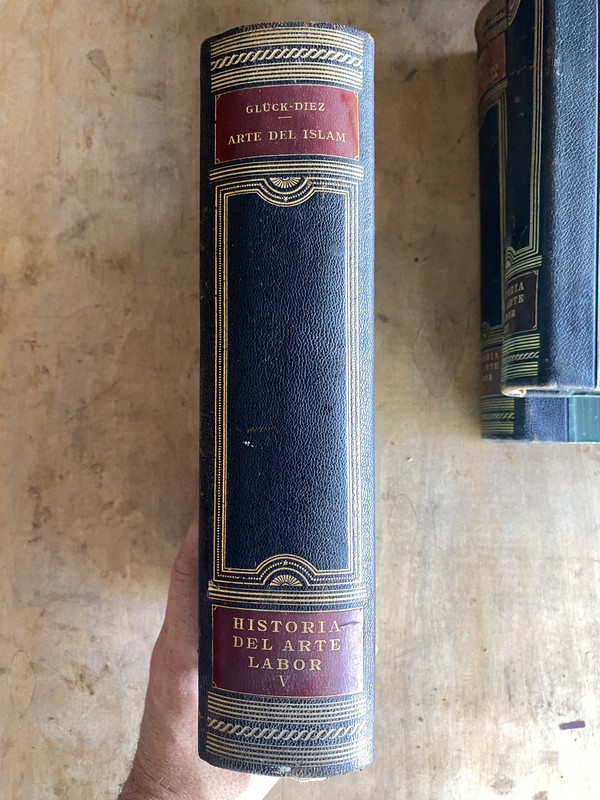 GLÜCK-DIEZ
ARTE DEL ISLAM
HISTORIA
DEL ARTE
LABOR
V